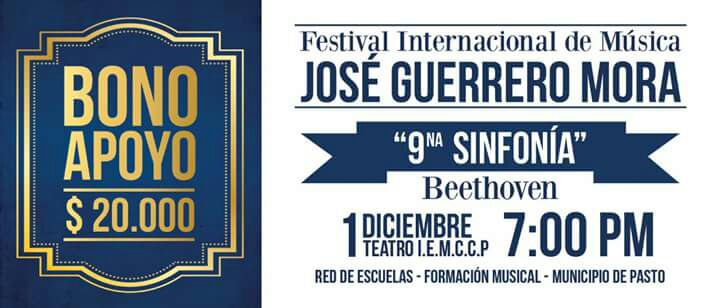 BONO
APOYO
$ 20.000
Festival Internacional de Música
JOSÉ GUERRERO MORA
“9NA SINFONÍA”
Beethoven
1 DICIEMBRE
TEATRO I.E.M.C.C.P
7:00 PM
RED DE ESCUELAS - FORMACIÓN MUSICAL - MUNICIPIO DE PASTO